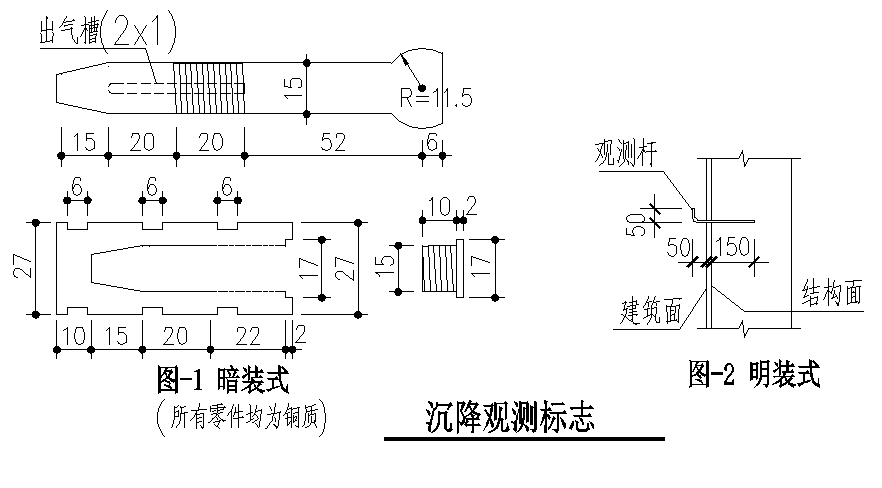 出气槽(2x1)
15
R=11.5
15 20 20 52 6
6 6 6
10 2
27
17
27
15
17
10 15 20 22 2
图-1 暗装式
(所有零件均为铜质)
观测杆
50
50 150
建筑面
结构面
图-2 明装式
沉降观测标志